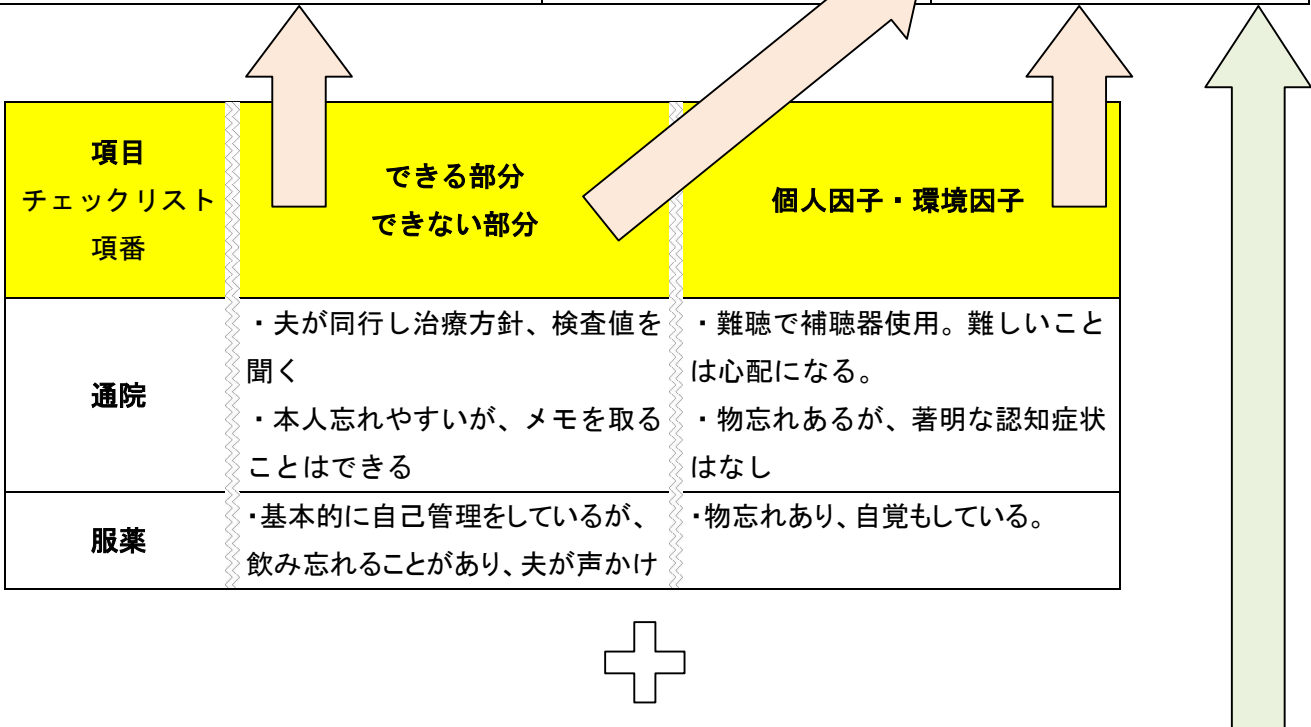 項目
チェックリスト
項番
できる部分
できない部分
個人因子・環境因子
通院
・夫が同行し治療方針、検査値を
聞く
・本人忘れやすいが、メモを取る
ことはできる
・難聴で補聴器使用。難しいこと
は心配になる。
・物忘れあるが、著明な認知症状
はなし
服薬
・基本的に自己管理をしているが、
飲み忘れることがあり、夫が声かけ
・物忘れあり、自覚もしている。